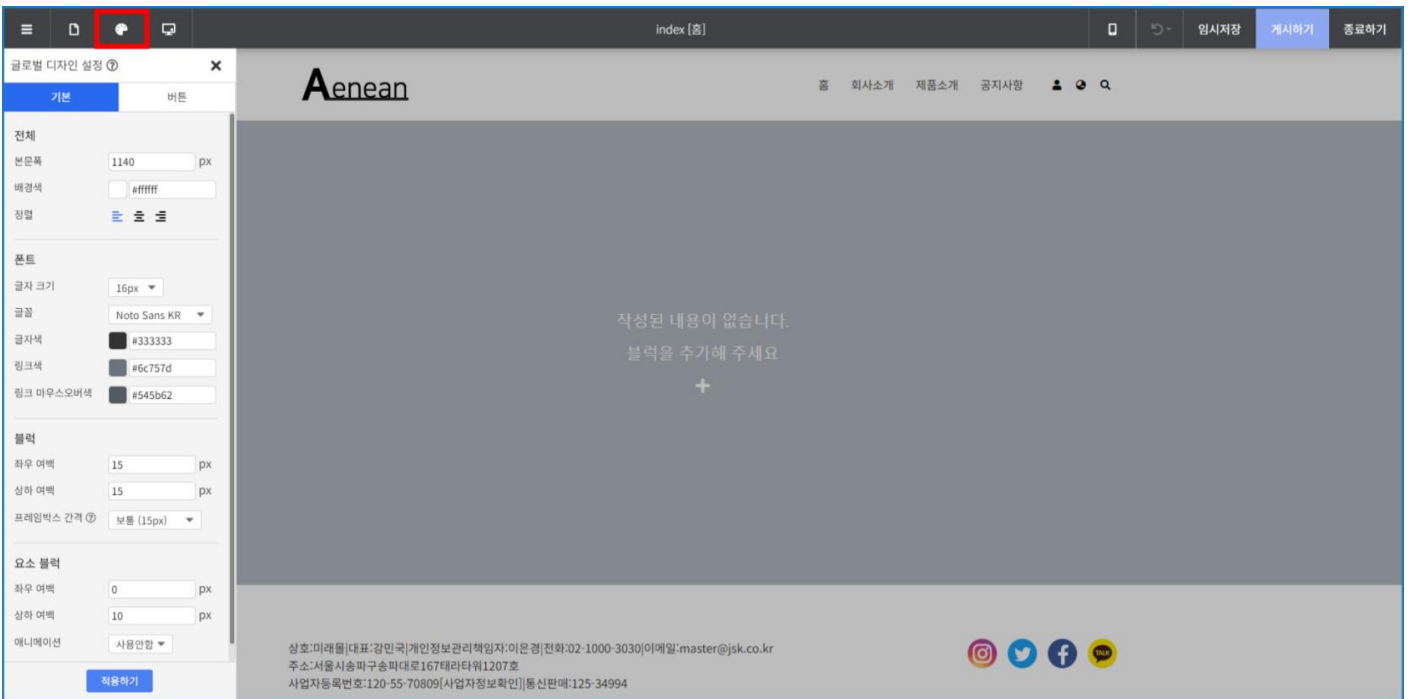 index [홈]
임시저장
게시하기
종료하기
글로벌 디자인 설정
기본
버튼
전체
본문폭 1140 px
배경색 #ffffff
정렬
폰트
글자 크기 16px
글꼴 Noto Sans KR
글자색 #333333
링크색 #6c757d
링크 마우스오버색 #545b62
블럭
좌우 여백 15 px
상하 여백 15 px
프레임박스 간격 보통 (15px)
요소 블럭
좌우 여백 0 px
상하 여백 10 px
애니메이션 사용안함
적용하기
Aenean
홈 회사소개 제품소개 공지사항
작성된 내용이 없습니다.
블럭을 추가해 주세요
상호:미래몰|대표:강민국|개인정보관리책임자:이은경|전화:02-1000-3030|이메일:master@jsk.co.kr
주소:서울시송파구송파대로167테라타워1207호
사업자등록번호:120-55-70809[사업자정보확인]|통신판매:125-34994
TALK